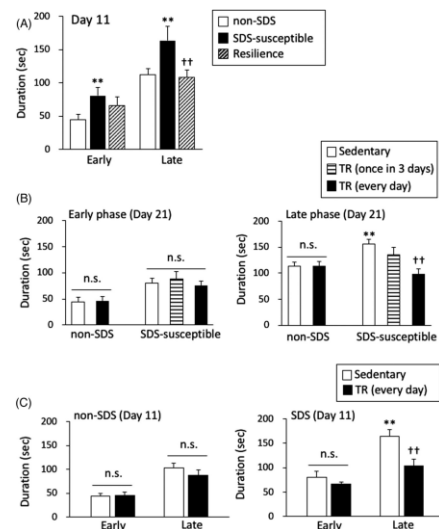 (A)
Day 11
non-SDS
SDS-susceptible
Resilience
Duration (sec)
200
150
100
50
0
**
**
††
Early
Late
Sedentary
TR (once in 3 days)
TR (every day)
(B)
Early phase (Day 21)
Duration (sec)
200
150
100
50
0
n.s.
n.s.
non-SDS
SDS-susceptible
Late phase (Day 21)
Duration (sec)
200
150
100
50
0
n.s.
**
††
non-SDS
SDS-susceptible
Sedentary
TR (every day)
(C)
non-SDS (Day 11)
Duration (sec)
200
150
100
50
0
n.s.
n.s.
Early
Late
SDS (Day 11)
Duration (sec)
200
150
100
50
0
n.s.
**
††
Early
Late